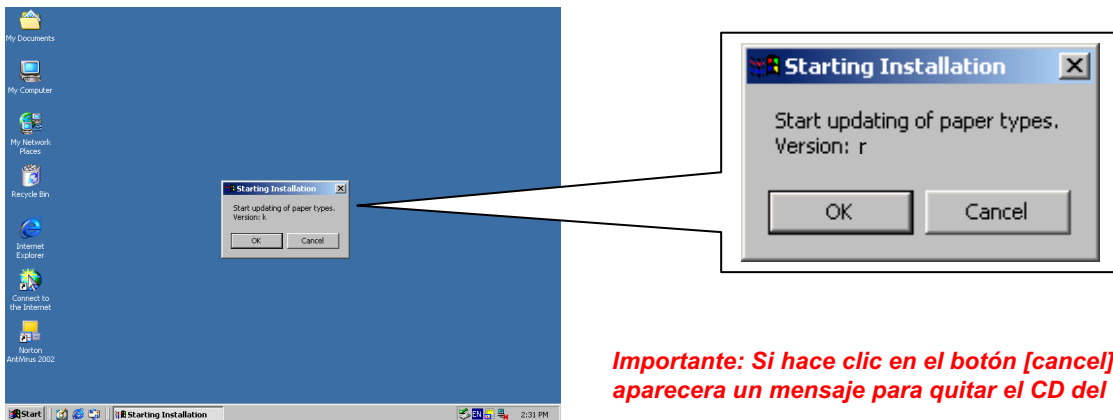 My Documents
My Computer
My Network
Places
Recycle Bin
Internet
Explorer
Connect to
the Internet
Norton
AntiVirus 2002
Starting Installation
Start updating of paper types.
Version: k
OK Cancel
Start Starting Installation EN 2:31 PM
Starting Installation
Start updating of paper types.
Version: r
OK Cancel
Importante: Si hace clic en el botón [cancel]
aparecera un mensaje para quitar el CD del